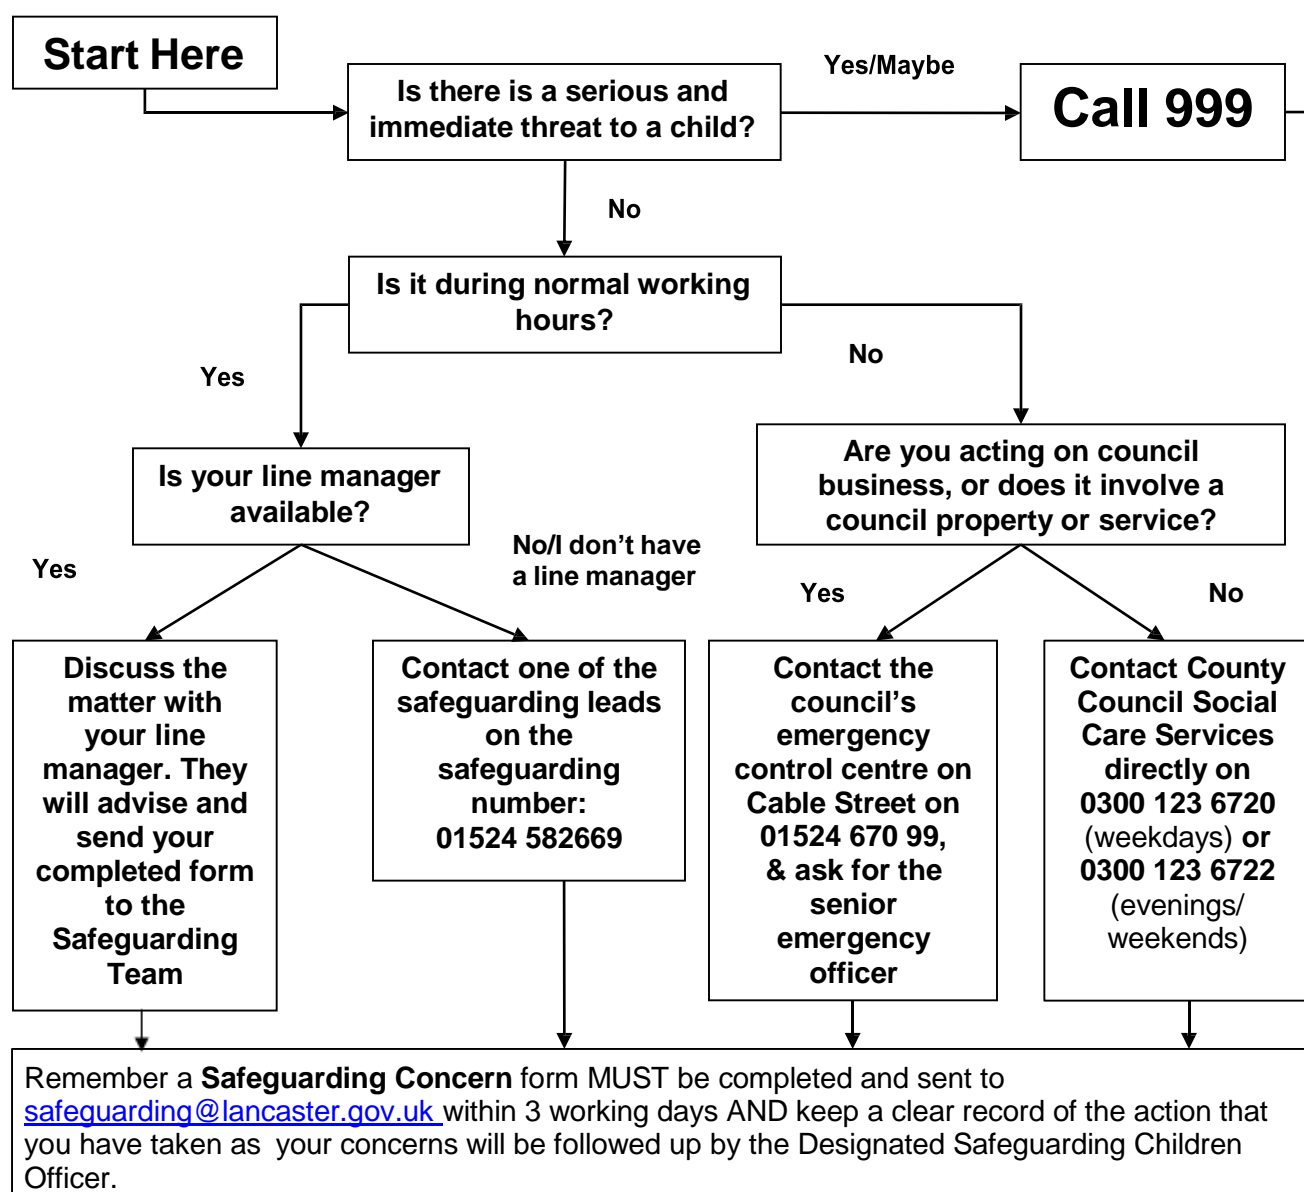 Start Here
Is there is a serious and
immediate threat to a child?
Yes/Maybe
Call 999
No
Is it during normal working
hours?
Yes
No
Is your line manager
available?
Are you acting on council
business, or does it involve a
council property or service?
Yes
No/I don't have
a line manager
Yes
No
Discuss the
matter with
your line
manager. They
will advise and
send your
completed form
to the
Safeguarding
Team
Contact one of the
safeguarding leads
on the
safeguarding
number:
01524 582669
Contact the
council's
emergency
control centre on
Cable Street on
01524 670 99,
& ask for the
senior
emergency
officer
Contact County
Council Social
Care Services
directly on
0300 123 6720
(weekdays) or
0300 123 6722
(evenings/
weekends)
Remember a Safeguarding Concern form MUST be completed and sent to
safeguarding@lancaster.gov.uk within 3 working days AND keep a clear record of the action that
you have taken as your concerns will be followed up by the Designated Safeguarding Children
Officer.